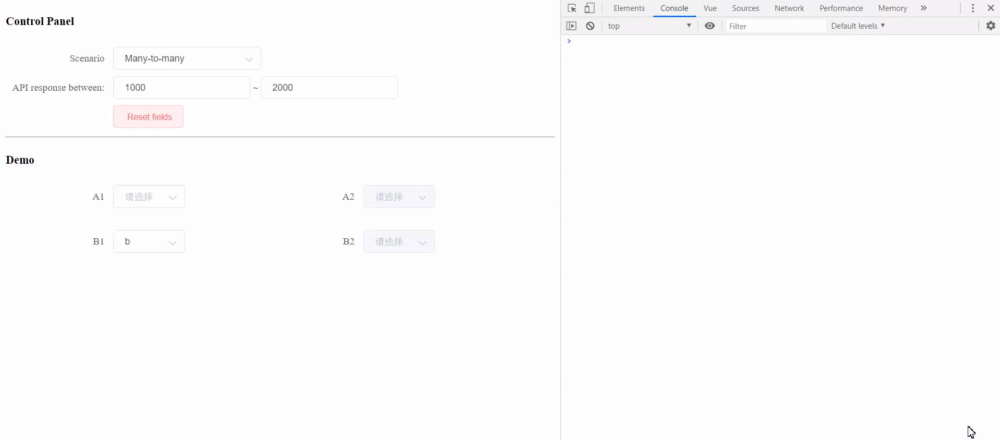 Control Panel
Scenario Many-to-many
API response between: 1000 ~ 2000
Reset fields
Demo
A1 请选择 A2 请选择
B1 b B2 请选择
Elements Console Vue Sources Network Performance Memory »
top Filter Default levels